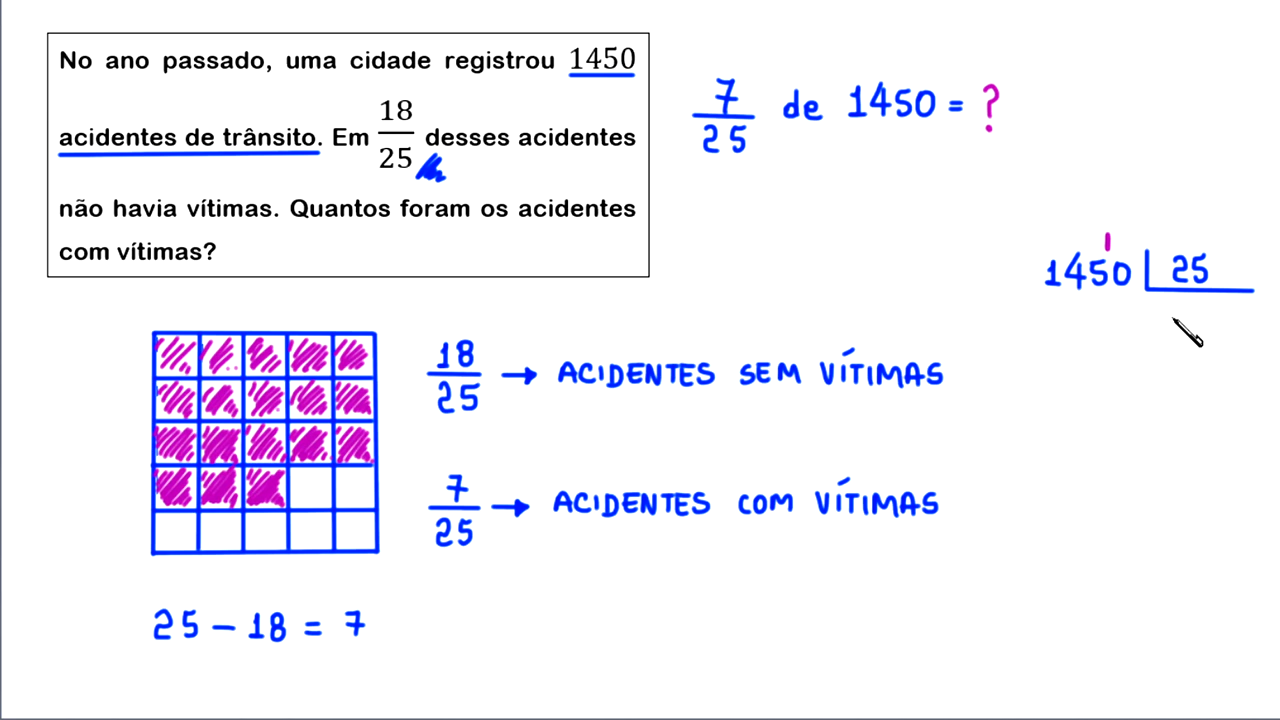 No ano passado, uma cidade registrou 1450
acidentes de trânsito. Em 18/25 desses acidentes
não havia vítimas. Quantos foram os acidentes
com vítimas?
7/25 de 1450 = ?
1450 | 25
18/25 → ACIDENTES SEM VÍTIMAS
7/25 → ACIDENTES COM VÍTIMAS
25 - 18 = 7